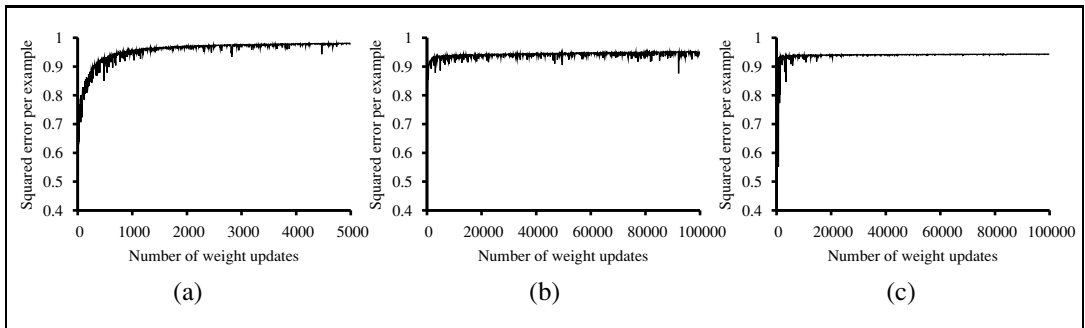 Squared error per example
1
0.9
0.8
0.7
0.6
0.5
0.4
0 1000 2000 3000 4000 5000
Number of weight updates
(a)
Squared error per example
1
0.9
0.8
0.7
0.6
0.5
0.4
0 20000 40000 60000 80000 100000
Number of weight updates
(b)
Squared error per example
1
0.9
0.8
0.7
0.6
0.5
0.4
0 20000 40000 60000 80000 100000
Number of weight updates
(c)